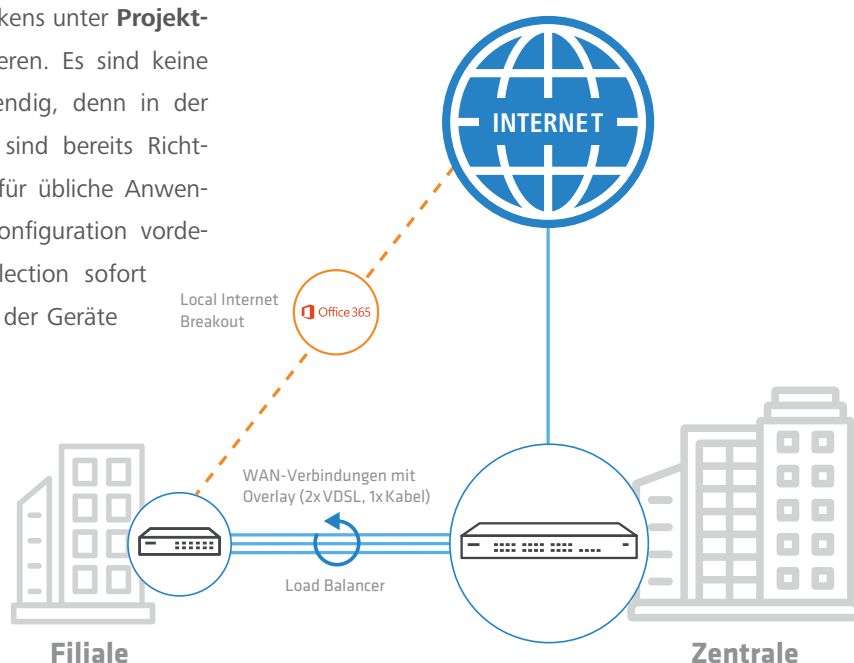 kens unter Projekt-
eren. Es sind keine
endig, denn in der
sind bereits Richt-
für übliche Anwen-
onfiguration vorde-
lection sofort
der Geräte
INTERNET
Local Internet
Breakout
Office 365
WAN-Verbindungen mit
Overlay (2x VDSL, 1x Kabel)
Load Balancer
Filiale
Zentrale